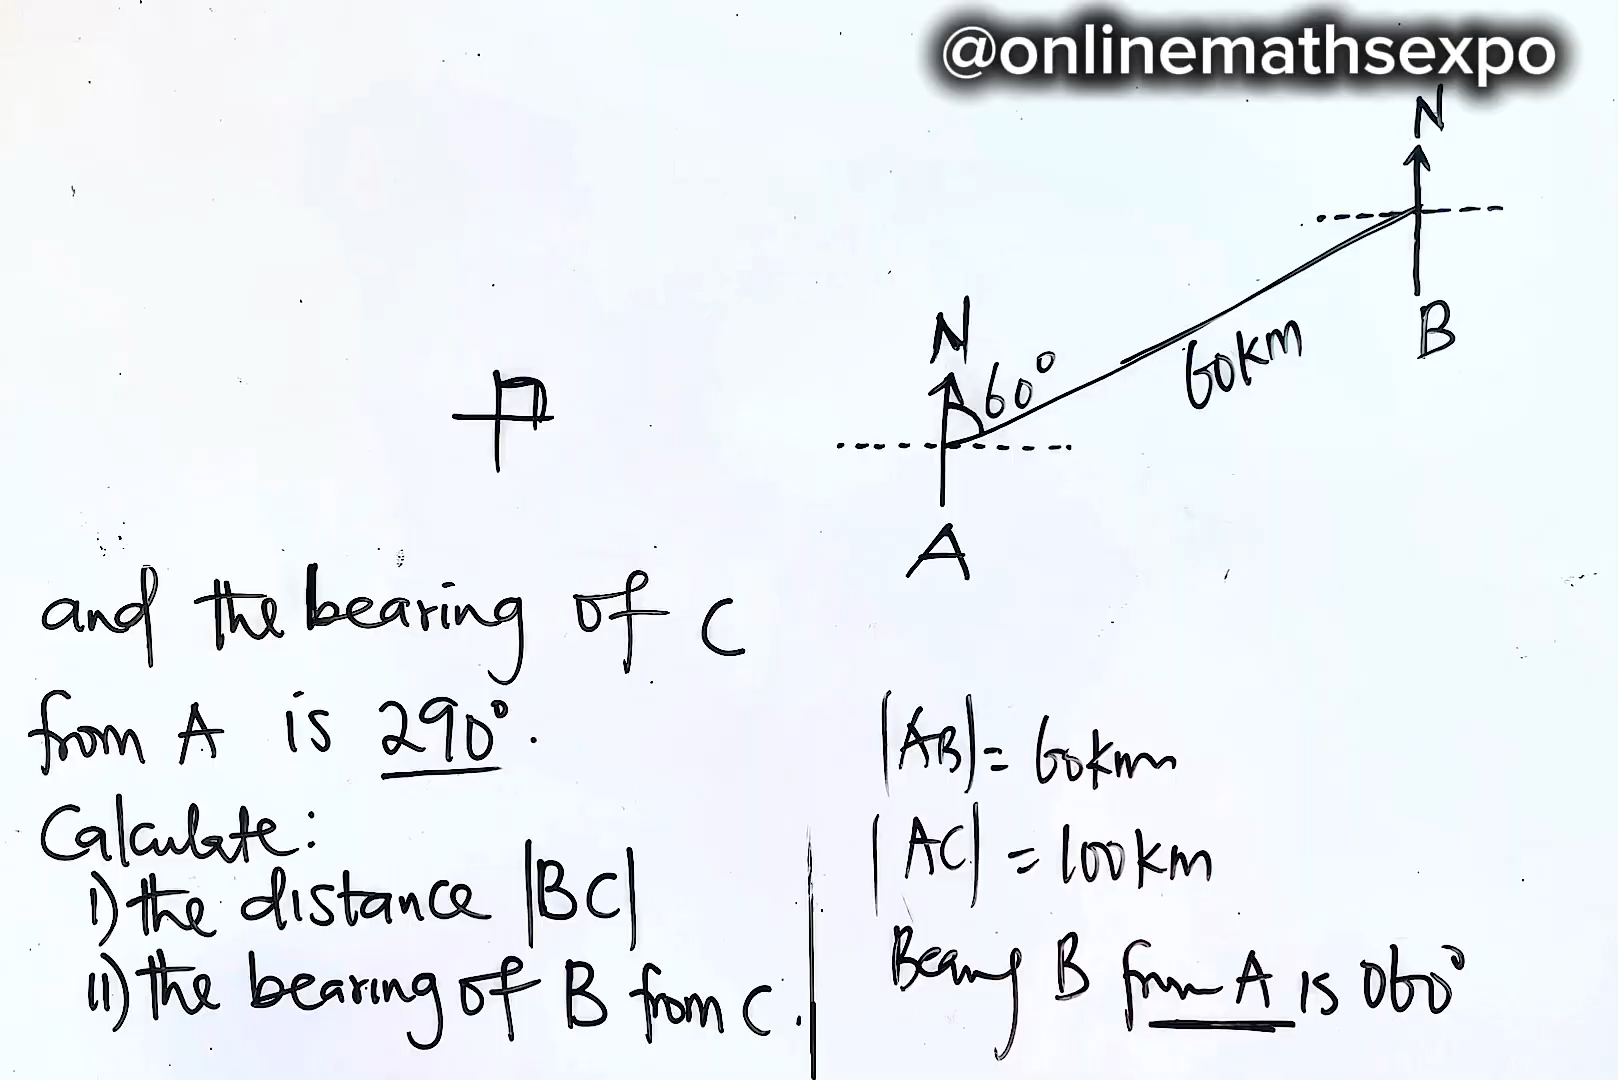 @onlinemathsexpo
N
N
60°
60km
B
A
and the bearing of C
from A is 290°.
Calculate:
i) the distance |BC|
ii) the bearing of B from C.
|AB| = 60km
|AC| = 100km
Bearing B from A is 060°